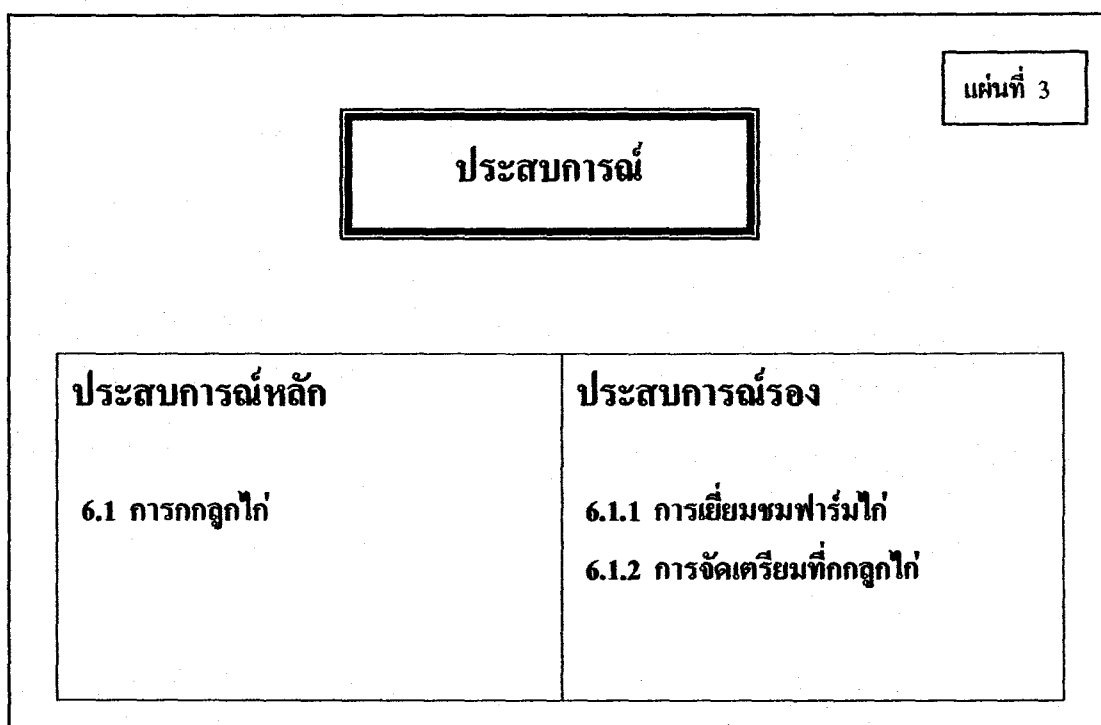 แผ่นที่ 3
ประสบการณ์
ประสบการณ์หลัก
6.1 การกกลูกไก่
ประสบการณ์รอง
6.1.1 การเยี่ยมชมฟาร์มไก่
6.1.2 การจัดเตรียมที่กกลูกไก่